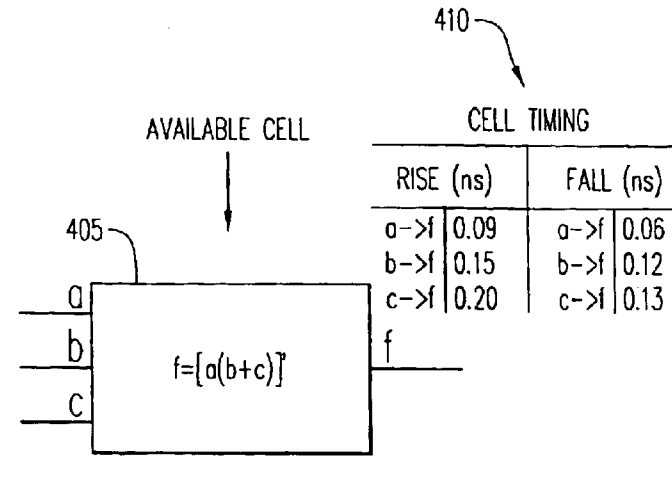 410
CELL TIMING
AVAILABLE CELL
RISE (ns) FALL (ns)
a->f 0.09 a->f 0.06
b->f 0.15 b->f 0.12
c->f 0.20 c->f 0.13
405
a
b
c
f=[a(b+c)]'
f